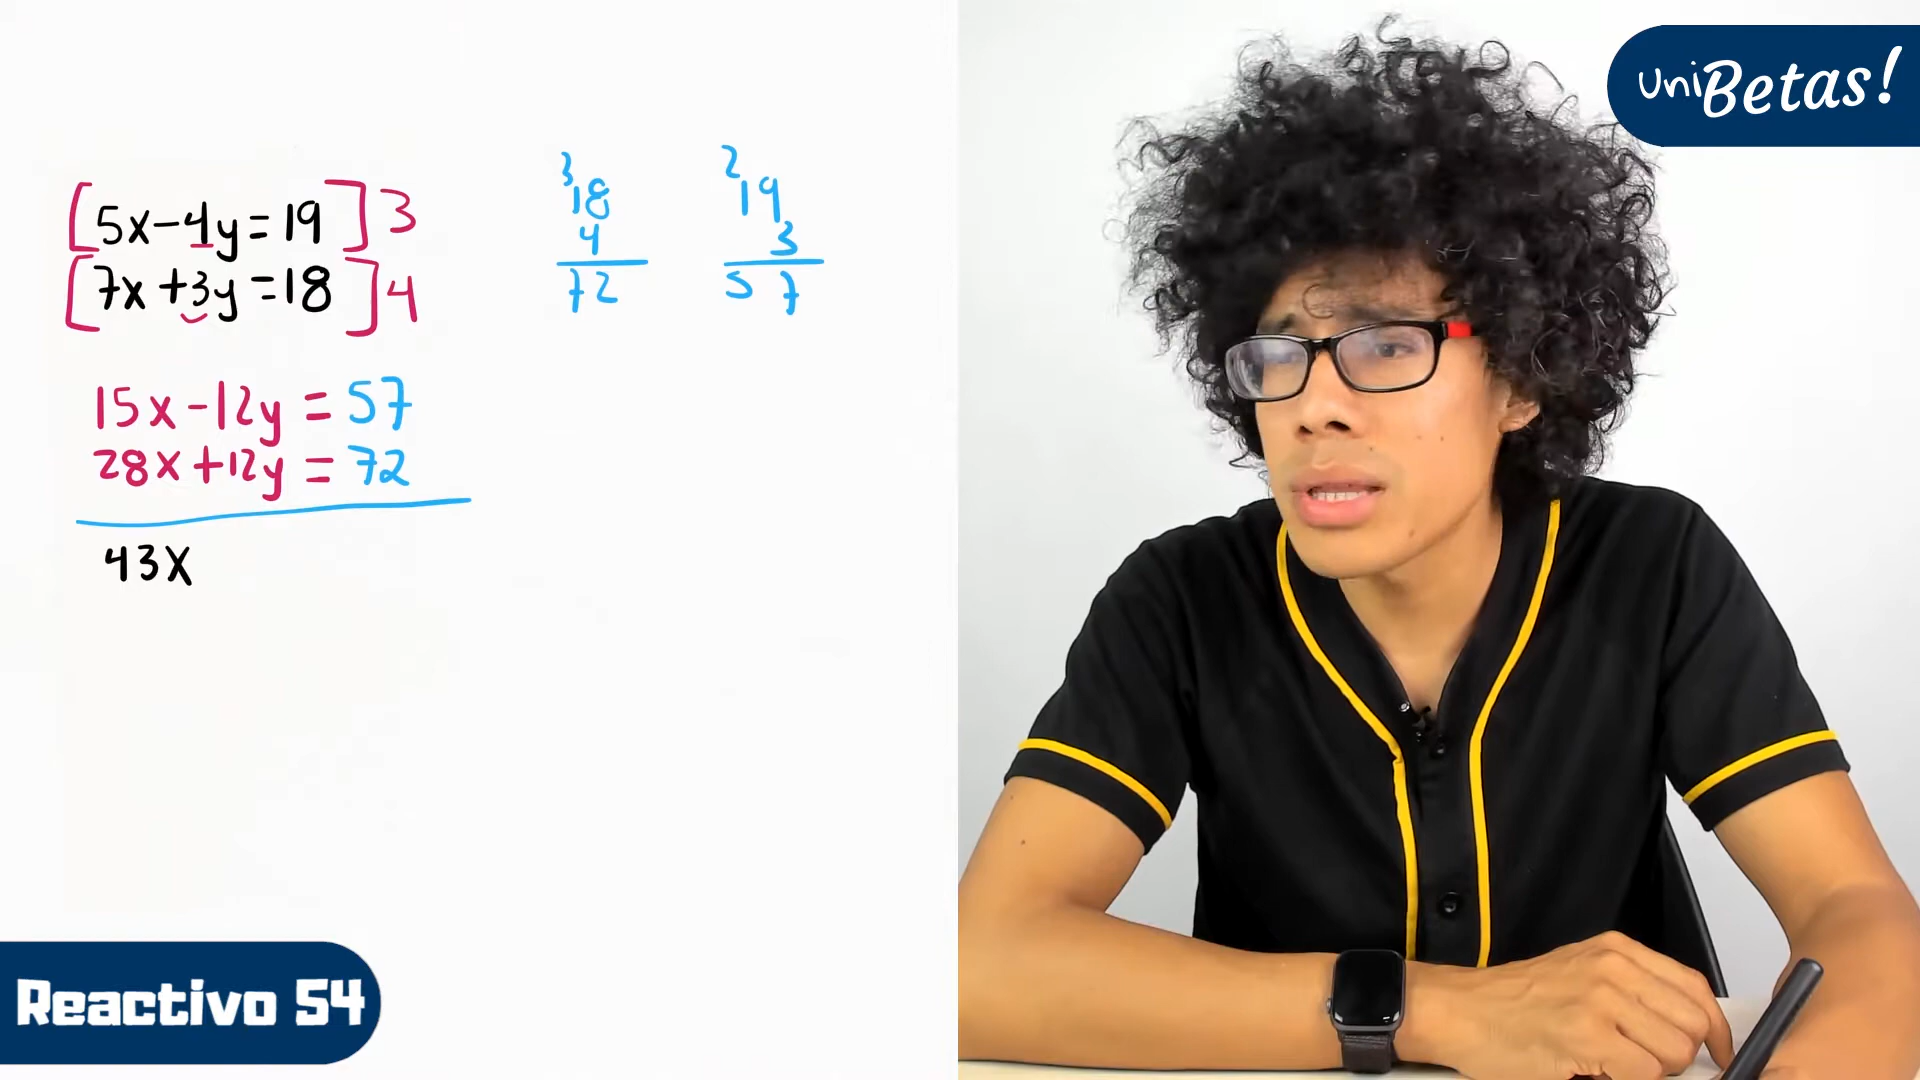 uniBetas!
[5x-4y=19]3
[7x+3y=18]4
15x-12y=57
28x+12y=72
43x
3
18
4
72
2
19
3
57
Reactivo 54